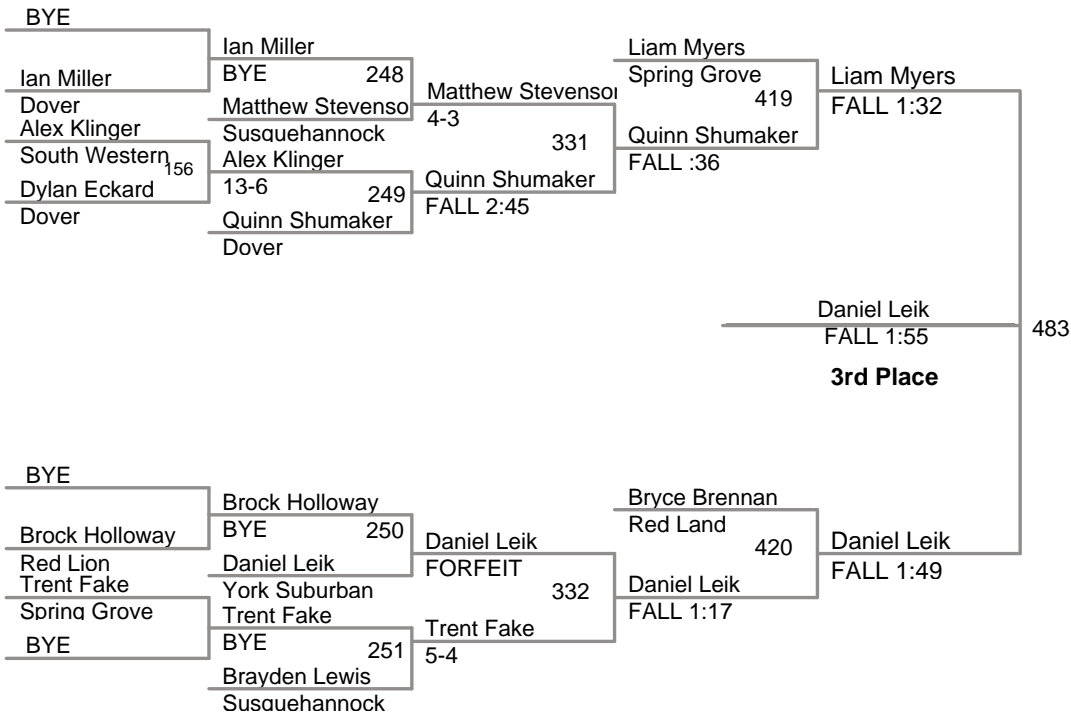 BYE
Ian Miller
Dover
Alex Klinger
South Western
156
Dylan Eckard
Dover
Ian Miller
BYE
248
Matthew Stevenso
Susquehannock
Alex Klinger
13-6
249
Quinn Shumaker
Dover
Matthew Stevenson
4-3
331
Quinn Shumaker
FALL 2:45
Liam Myers
Spring Grove
419
Quinn Shumaker
FALL :36
Liam Myers
FALL 1:32
Daniel Leik
FALL 1:55
3rd Place
483
BYE
Brock Holloway
Red Lion
Trent Fake
Spring Grove
BYE
Brock Holloway
BYE
250
Daniel Leik
York Suburban
Trent Fake
BYE
251
Brayden Lewis
Susquehannock
Daniel Leik
FORFEIT
332
Trent Fake
5-4
Bryce Brennan
Red Land
420
Daniel Leik
FALL 1:17
Daniel Leik
FALL 1:49